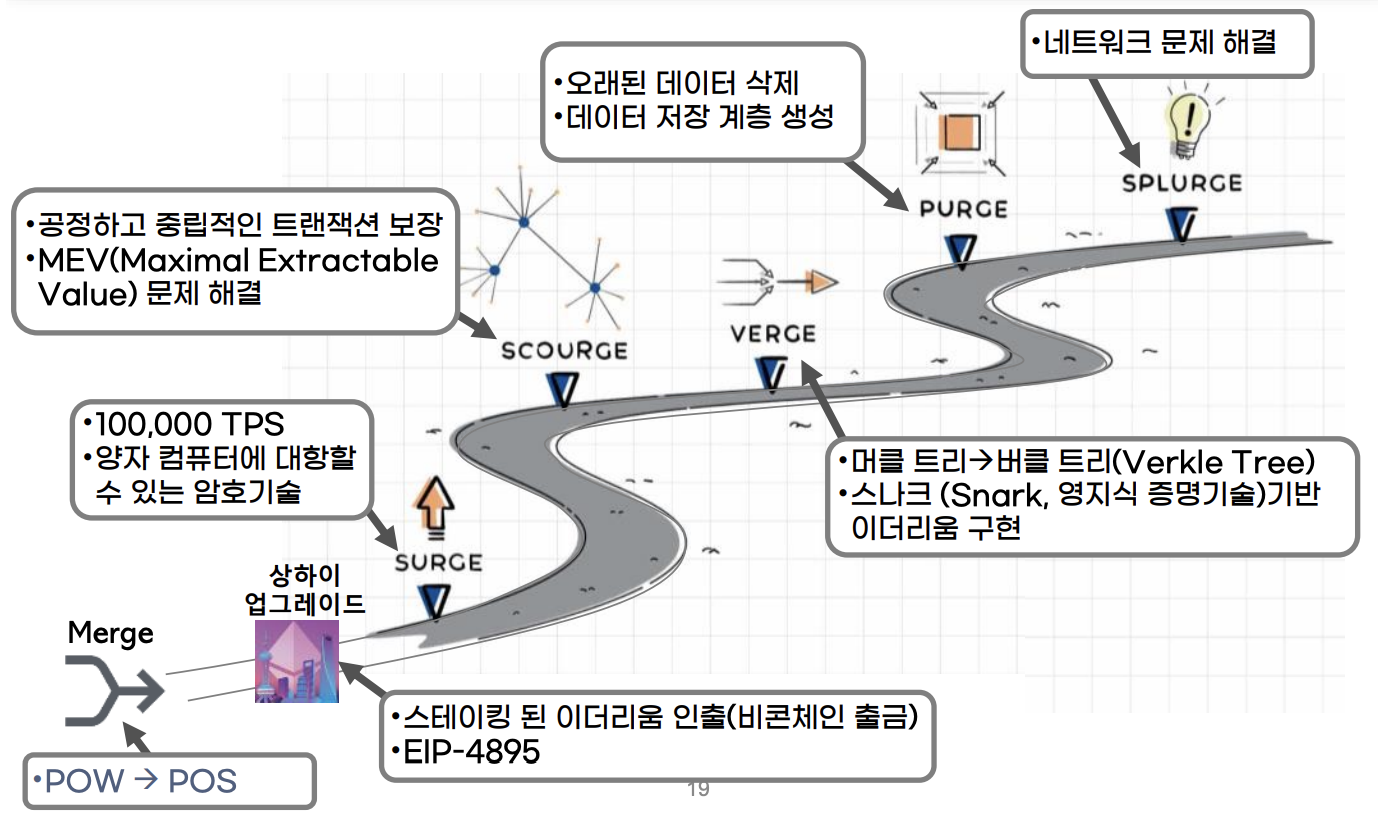 •네트워크 문제 해결
•오래된 데이터 삭제
•데이터 저장 계층 생성
SPLURGE
PURGE
•공정하고 중립적인 트랜잭션 보장
•MEV(Maximal Extractable
Value) 문제 해결
SCOURGE
VERGE
•100,000 TPS
•양자 컴퓨터에 대항할
수 있는 암호기술
•머클 트리→버클 트리(Verkle Tree)
•스나크 (Snark, 영지식 증명기술)기반
이더리움 구현
SURGE
상하이
업그레이드
Merge
•스테이킹 된 이더리움 인출(비콘체인 출금)
•EIP-4895
•POW → POS
19